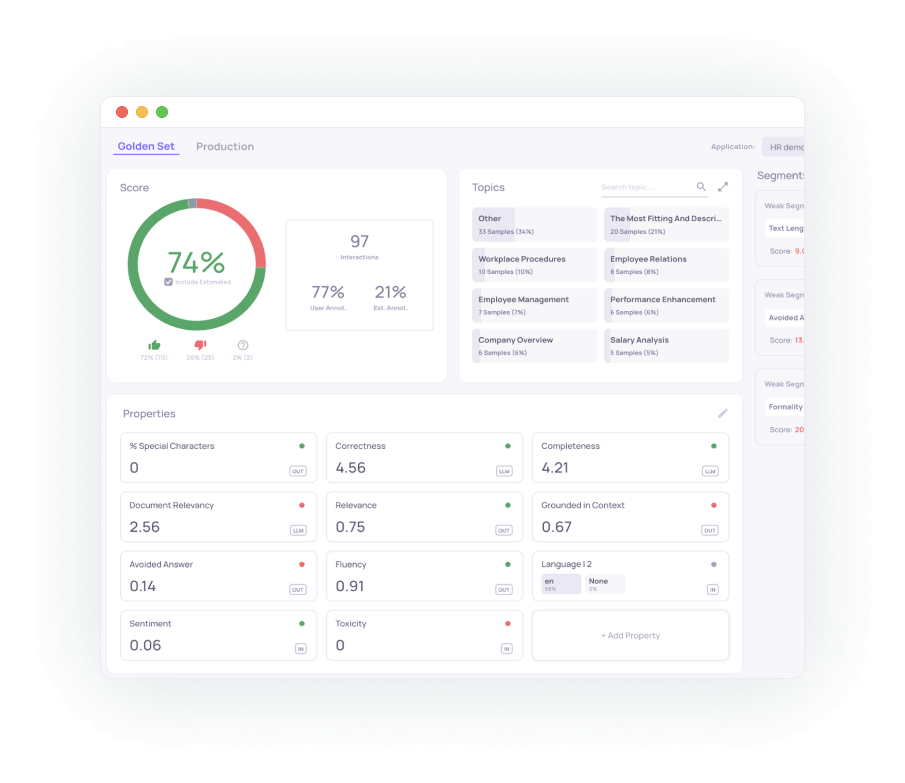 Golden Set
Production
Application:
HR demo
Score
74%
Include Estimated
72% (70)
26% (25)
2% (2)
97
Interactions
77%
User Annot.
21%
Est. Annot.
Topics
Search topic...
Other
33 Samples (34%)
The Most Fitting And Descri...
20 Samples (21%)
Workplace Procedures
10 Samples (10%)
Employee Relations
8 Samples (8%)
Employee Management
7 Samples (7%)
Performance Enhancement
6 Samples (6%)
Company Overview
6 Samples (6%)
Salary Analysis
5 Samples (5%)
Segments
Weak Segn
Text Leng
Score: 9.0
Weak Segn
Avoided A
Score: 13.
Weak Segn
Formality
Score: 20
Properties
% Special Characters
0
OUT
Correctness
4.56
LLM
Completeness
4.21
LLM
Document Relevancy
2.56
LLM
Relevance
0.75
OUT
Grounded in Context
0.67
OUT
Avoided Answer
0.14
OUT
Fluency
0.91
OUT
Language | 2
en
98%
None
2%
IN
Sentiment
0.06
IN
Toxicity
0
IN
+ Add Property